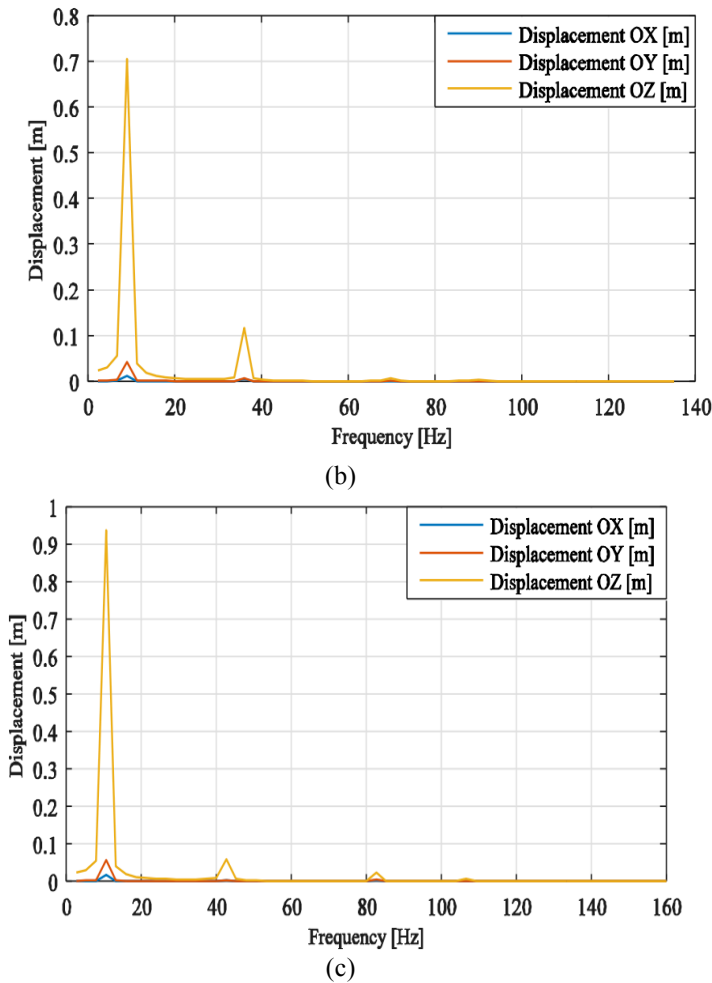 0.8
Displacement OX [m]
Displacement OY [m]
Displacement OZ [m]
0.7
0.6
0.5
0.4
0.3
0.2
0.1
0
Displacement [m]
0 20 40 60 80 100 120 140
Frequency [Hz]
(b)
1
Displacement OX [m]
Displacement OY [m]
Displacement OZ [m]
0.9
0.8
0.7
0.6
0.5
0.4
0.3
0.2
0.1
0
Displacement [m]
0 20 40 60 80 100 120 140 160
Frequency [Hz]
(c)